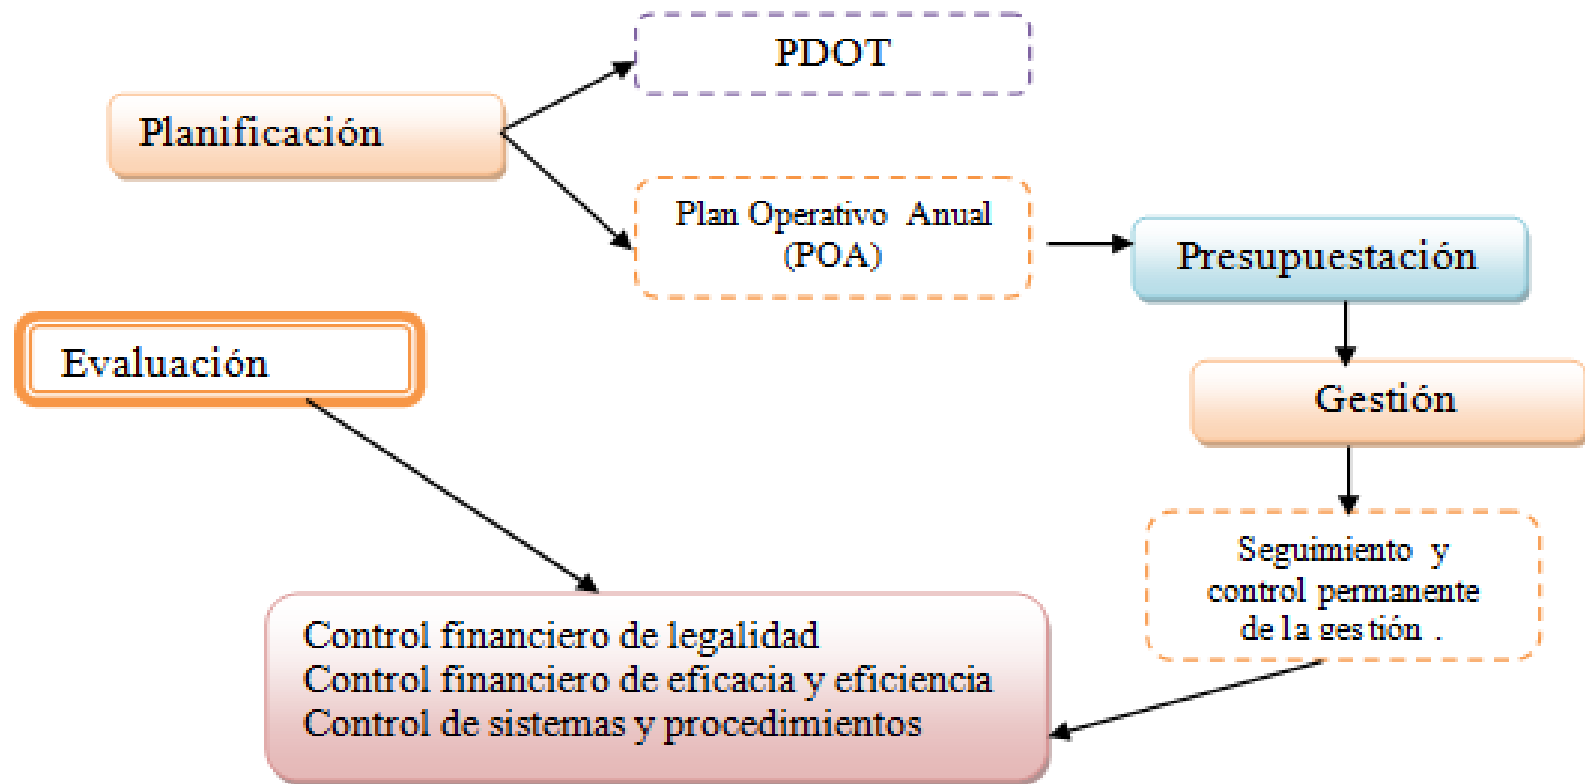 PDOT
Planificación
Plan Operativo Anual
(POA)
Presupuestación
Evaluación
Gestión
Seguimiento y
control permanente
de la gestión .
Control financiero de legalidad
Control financiero de eficacia y eficiencia
Control de sistemas y procedimientos